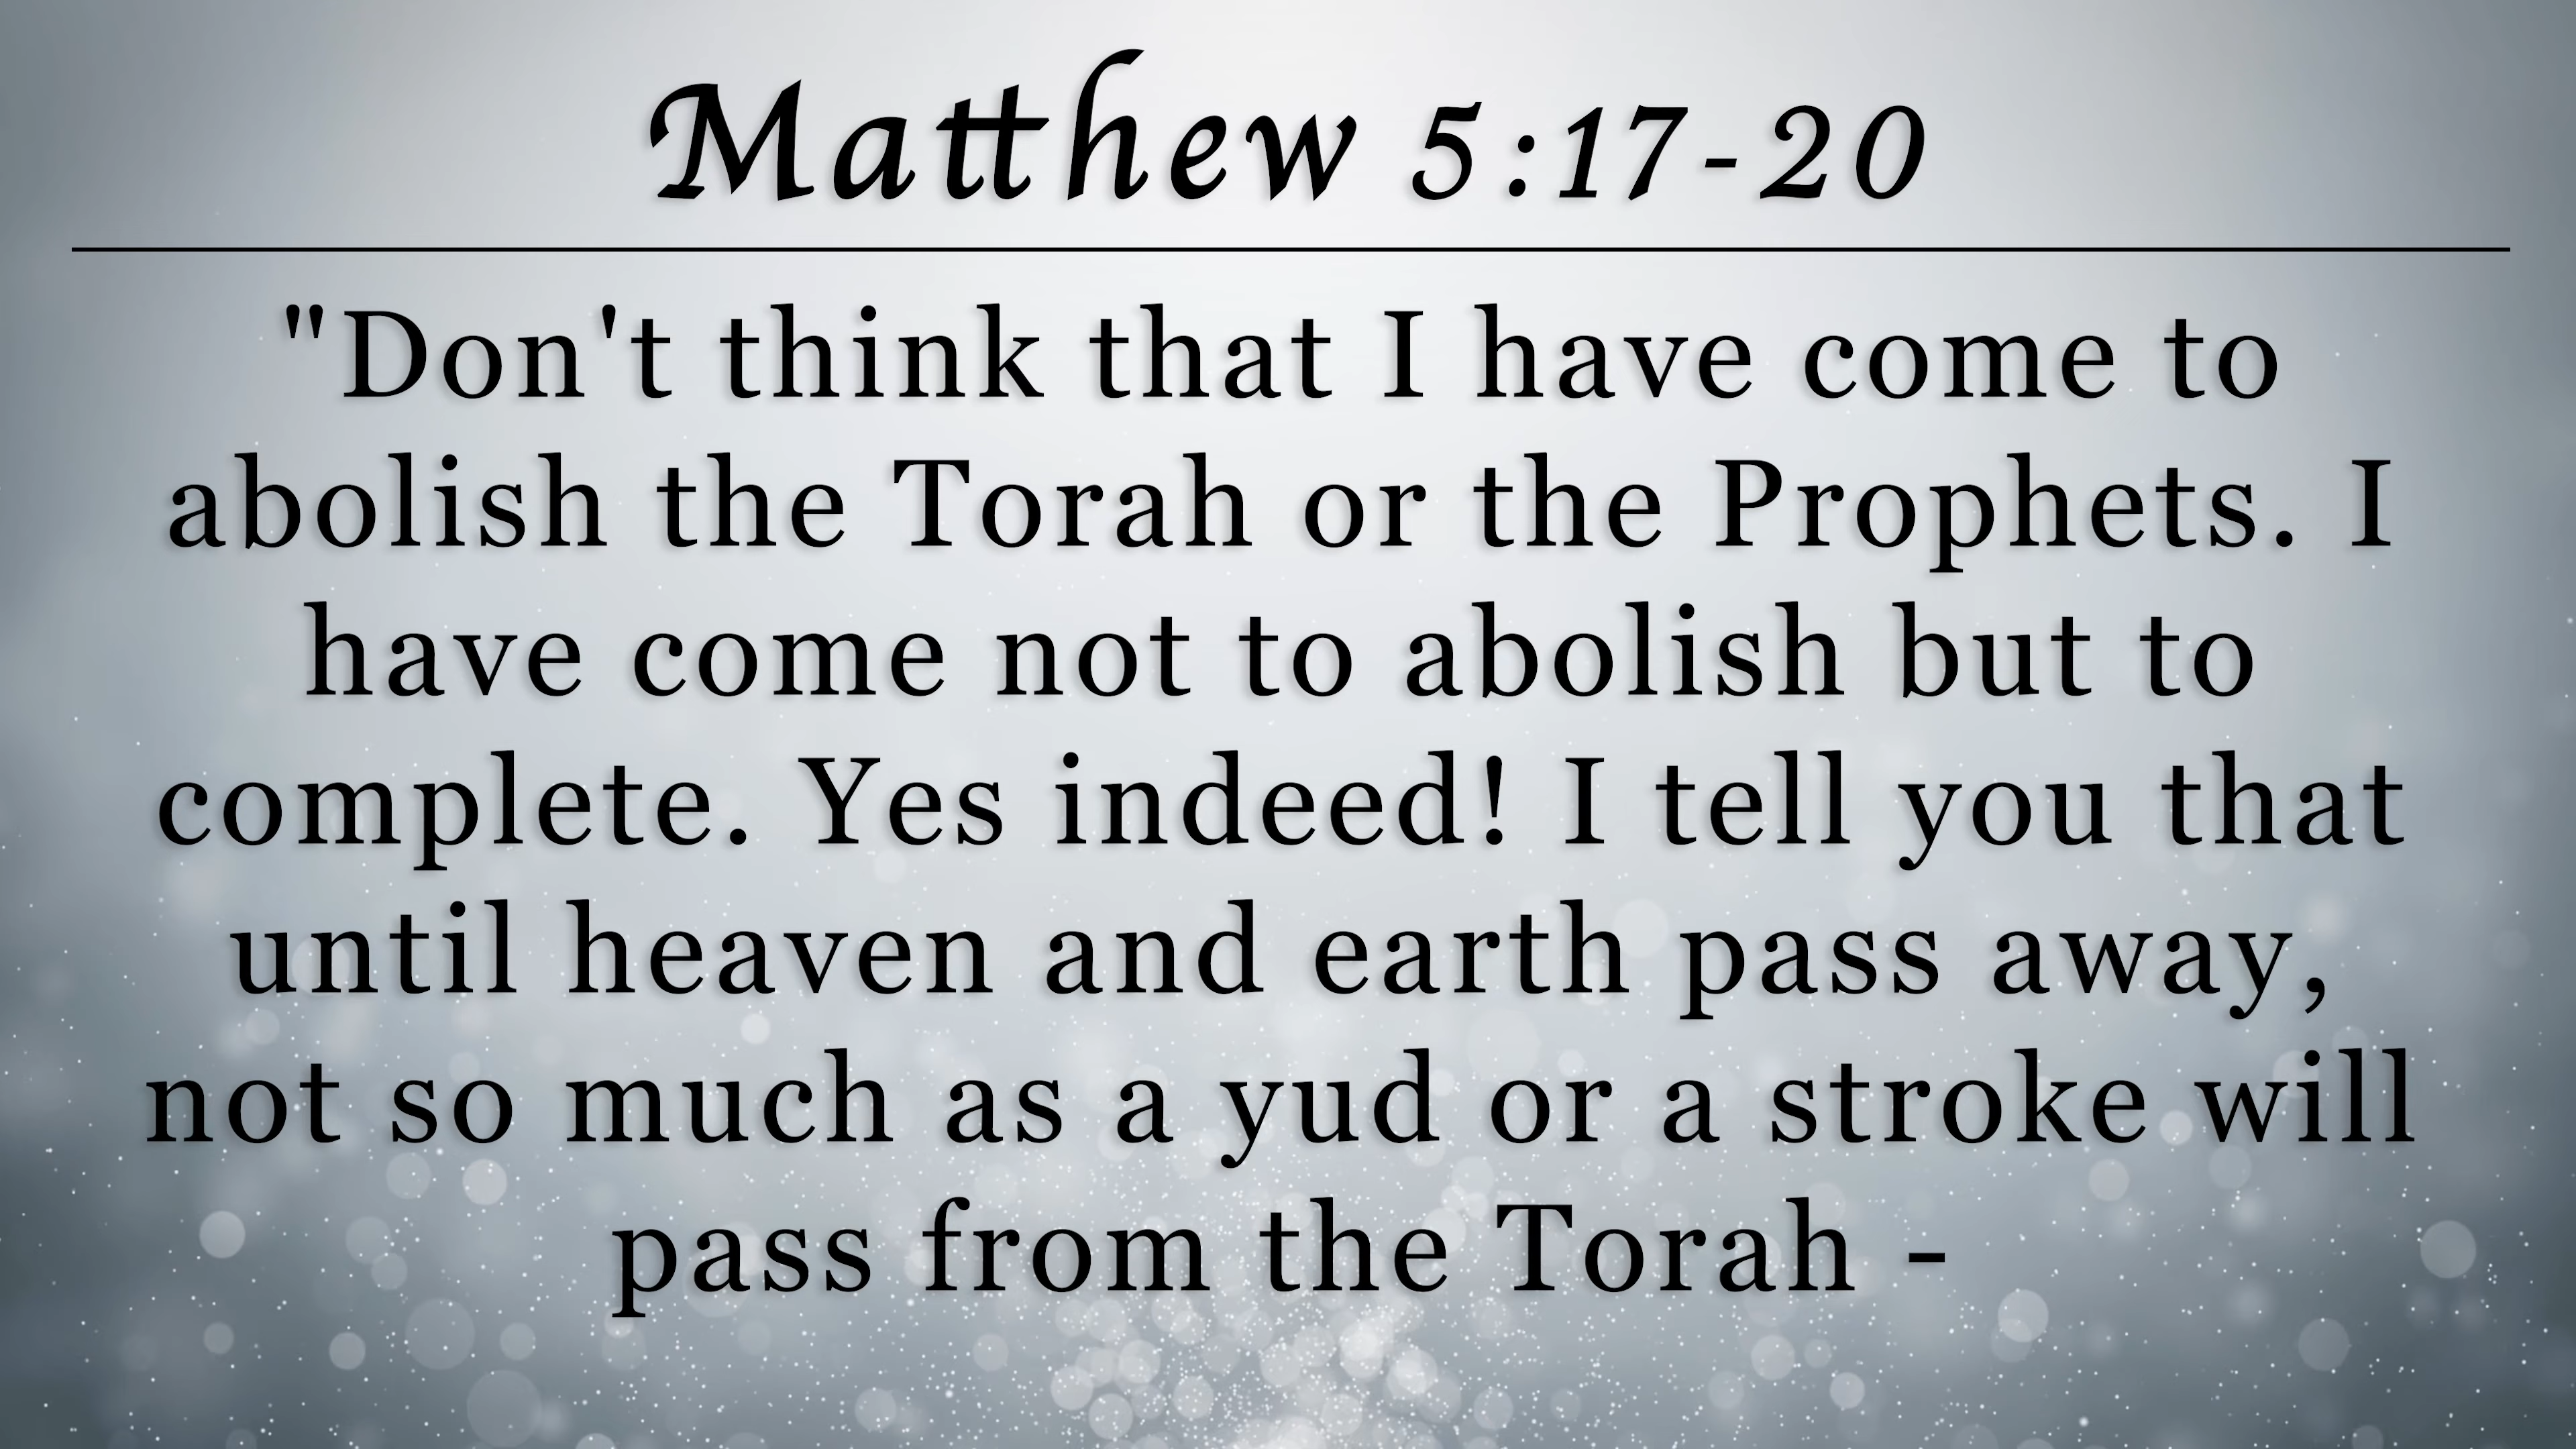 Matthew 5:17-20
"Don't think that I have come to
abolish the Torah or the Prophets. I
have come not to abolish but to
complete. Yes indeed! I tell you that
until heaven and earth pass away,
not so much as a yud or a stroke will
pass from the Torah -